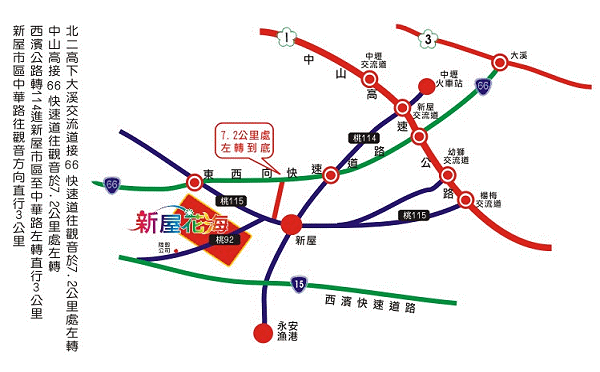 北二高下大溪交流道接66快速道往觀音於7.2公里處左轉
中山高接66快速道往觀音於7.2公里處左轉
西濱公路轉114進新屋市區至中華路左轉直行3公里
新屋市區中華路往觀音方向直行3公里
1
3
大溪
中山高速公路
中壢
交流道
中壢
火車站
66
新屋
交流道
7.2公里處
左轉到底
桃114
幼獅
交流道
東西向快速道路
66
桃115
櫻梅
交流道
新屋花海
桃92
桃115
新屋
陸毅
公司
15
西濱快速道路
永安
漁港